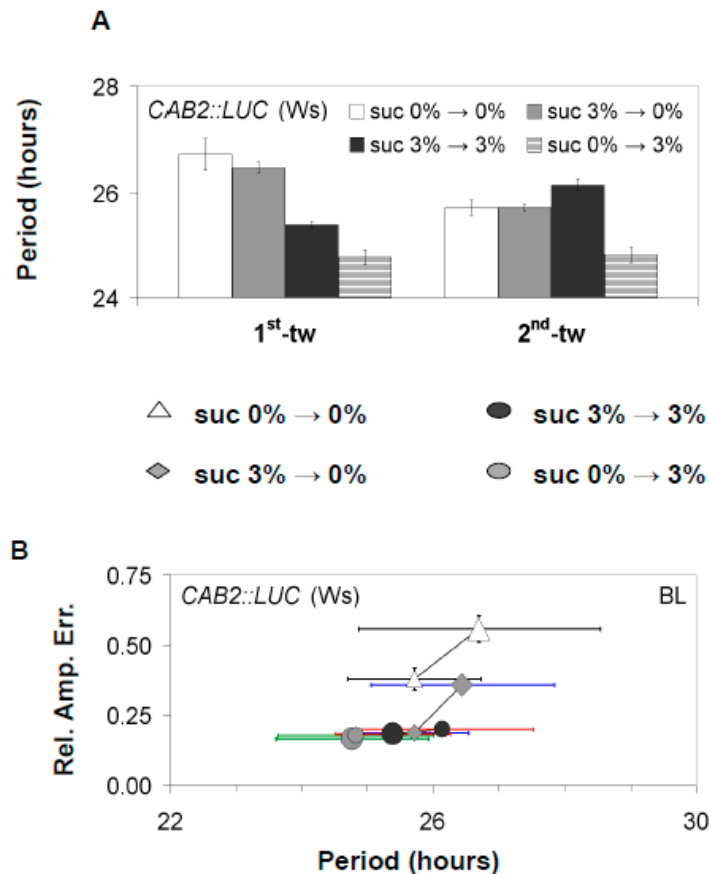 A
Period (hours)
28
26
24
CAB2::LUC (Ws)
suc 0% → 0%
suc 3% → 0%
suc 3% → 3%
suc 0% → 3%
1st-tw
2nd-tw
suc 0% → 0%
suc 3% → 3%
suc 3% → 0%
suc 0% → 3%
B
Rel. Amp. Err.
0.75
0.50
0.25
0.00
CAB2::LUC (Ws)
BL
22
26
30
Period (hours)